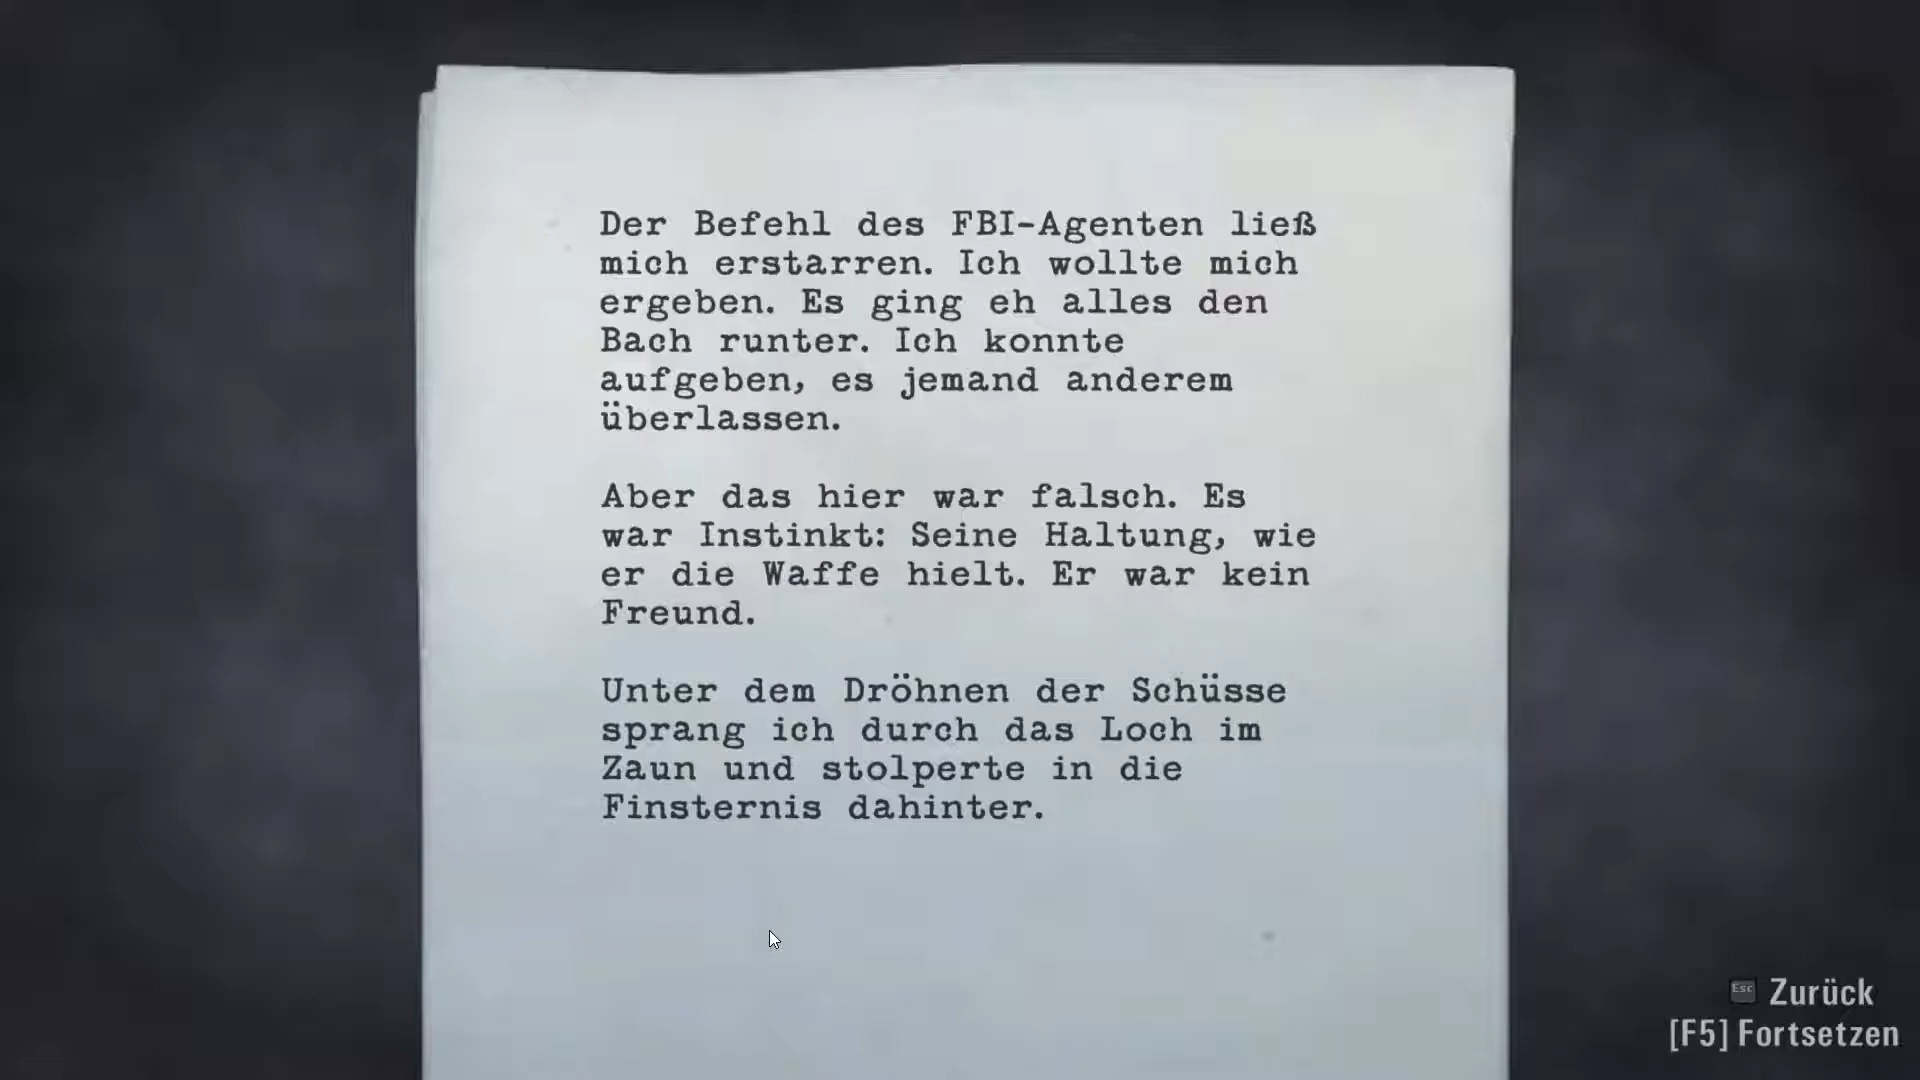 Der Befehl des FBI-Agenten ließ
mich erstarren. Ich wollte mich
ergeben. Es ging eh alles den
Bach runter. Ich konnte
aufgeben, es jemand anderem
überlassen.
Aber das hier war falsch. Es
war Instinkt: Seine Haltung, wie
er die Waffe hielt. Er war kein
Freund.
Unter dem Dröhnen der Schüsse
sprang ich durch das Loch im
Zaun und stolperte in die
Finsternis dahinter.
Esc Zurück
[F5] Fortsetzen